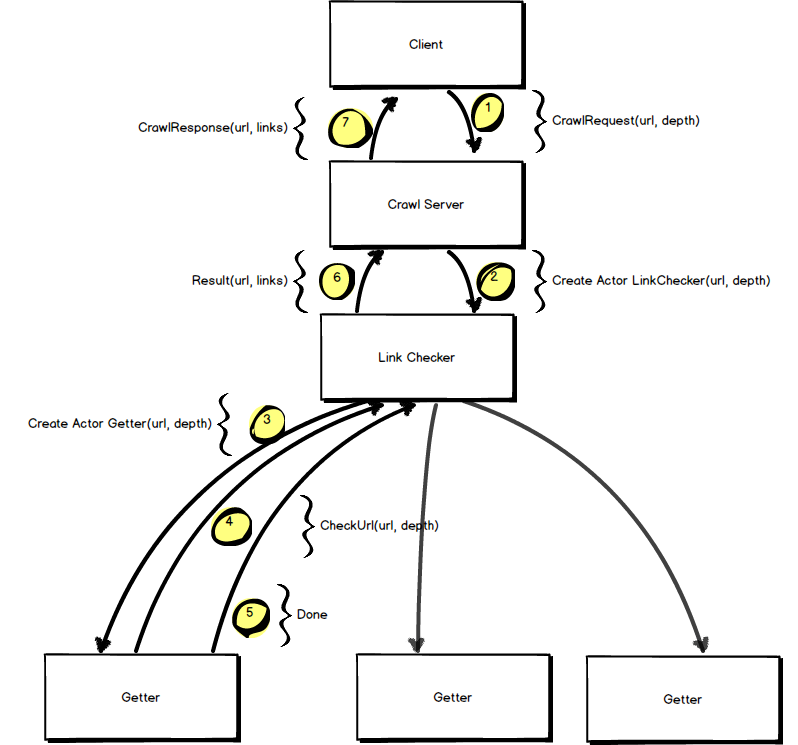 Client
7
1
CrawlResponse(url, links)
CrawlRequest(url, depth)
Crawl Server
Result(url, links)
6
2
Create Actor LinkChecker(url, depth)
Link Checker
Create Actor Getter(url, depth)
3
4
CheckUrl(url, depth)
5
Done
Getter
Getter
Getter